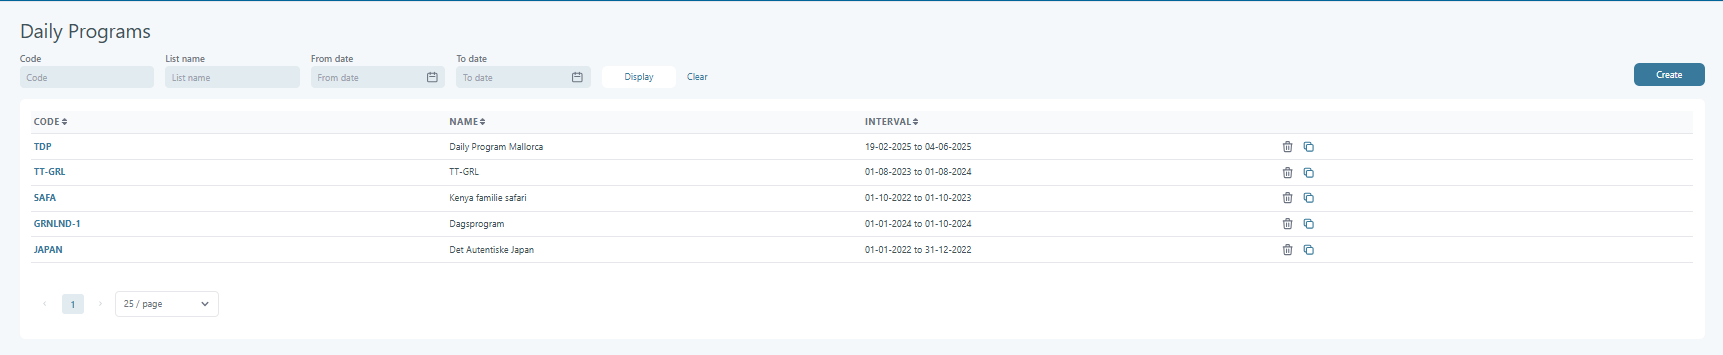 Daily Programs
Code List name From date To date
Code List name From date To date Display Clear Create
CODE NAME INTERVAL
TDP Daily Program Mallorca 19-02-2025 to 04-06-2025
TT-GRL TT-GRL 01-08-2023 to 01-08-2024
SAFA Kenya familie safari 01-10-2022 to 01-10-2023
GRNLND-1 Dagsprogram 01-01-2024 to 01-10-2024
JAPAN Det Autentiske Japan 01-01-2022 to 31-12-2022
1 25 / page